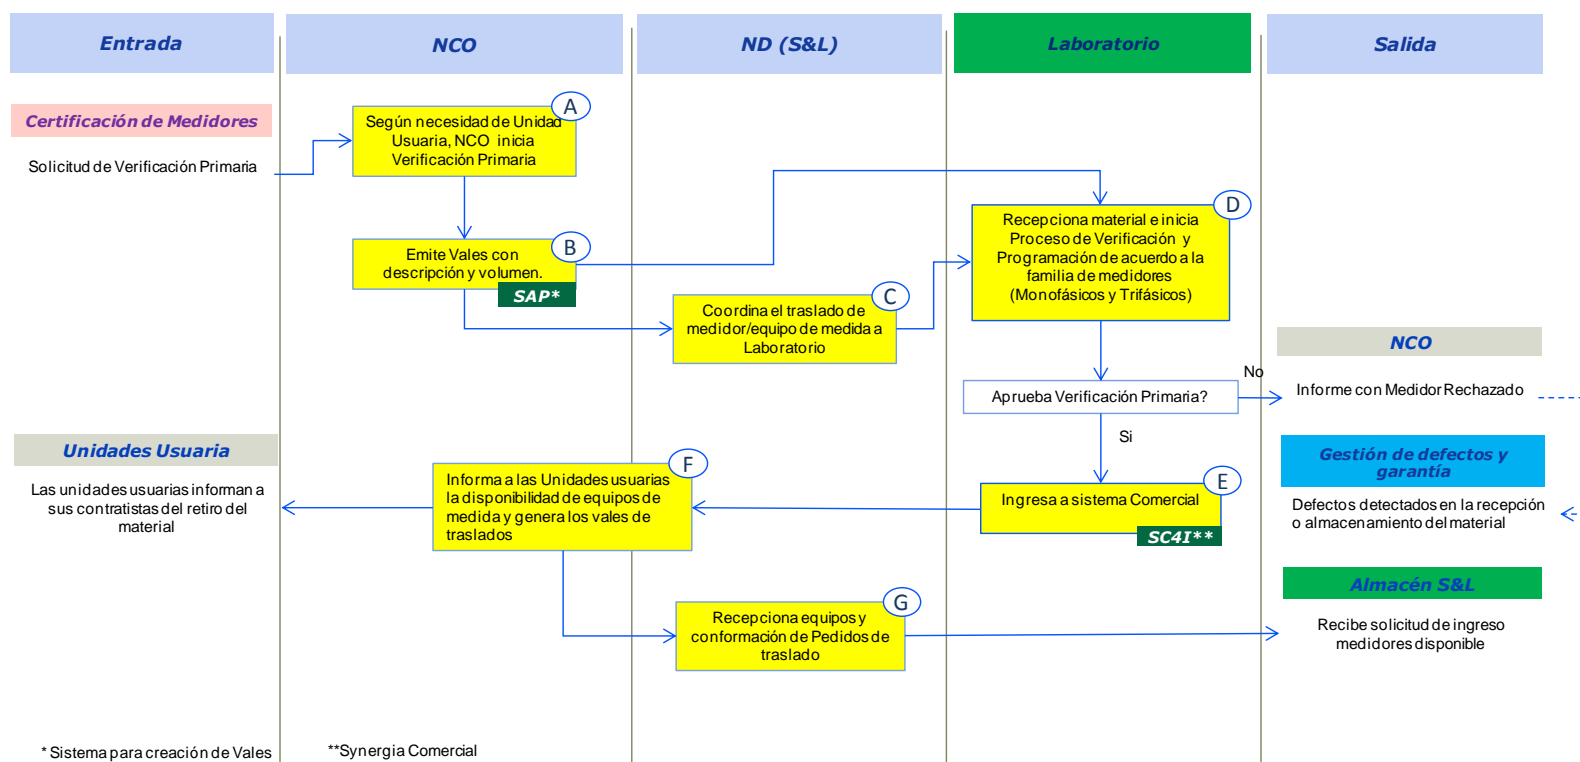 Entrada
NCO
ND (S&L)
Laboratorio
Salida
Certificación de Medidores
Solicitud de Verificación Primaria
A
Según necesidad de Unidad
Usuaria, NCO inicia
Verificación Primaria
B
Emite Vales con
descripción y volumen.
SAP*
C
Coordina el traslado de
medidor/equipo de medida a
Laboratorio
D
Recepciona material e inicia
Proceso de Verificación y
Programación de acuerdo a la
familia de medidores
(Monofásicos y Trifásicos)
Aprueba Verificación Primaria?
No
Si
NCO
Informe con Medidor Rechazado
Gestión de defectos y
garantía
Defectos detectados en la recepción
o almacenamiento del material
E
Ingresa a sistema Comercial
SC4I**
F
Informa a las Unidades usuarias
la disponibilidad de equipos de
medida y genera los vales de
traslados
Unidades Usuaria
Las unidades usuarias informan a
sus contratistas del retiro del
material
G
Recepciona equipos y
conformación de Pedidos de
traslado
Almacén S&L
Recibe solicitud de ingreso
medidores disponible
* Sistema para creación de Vales
**Synergia Comercial